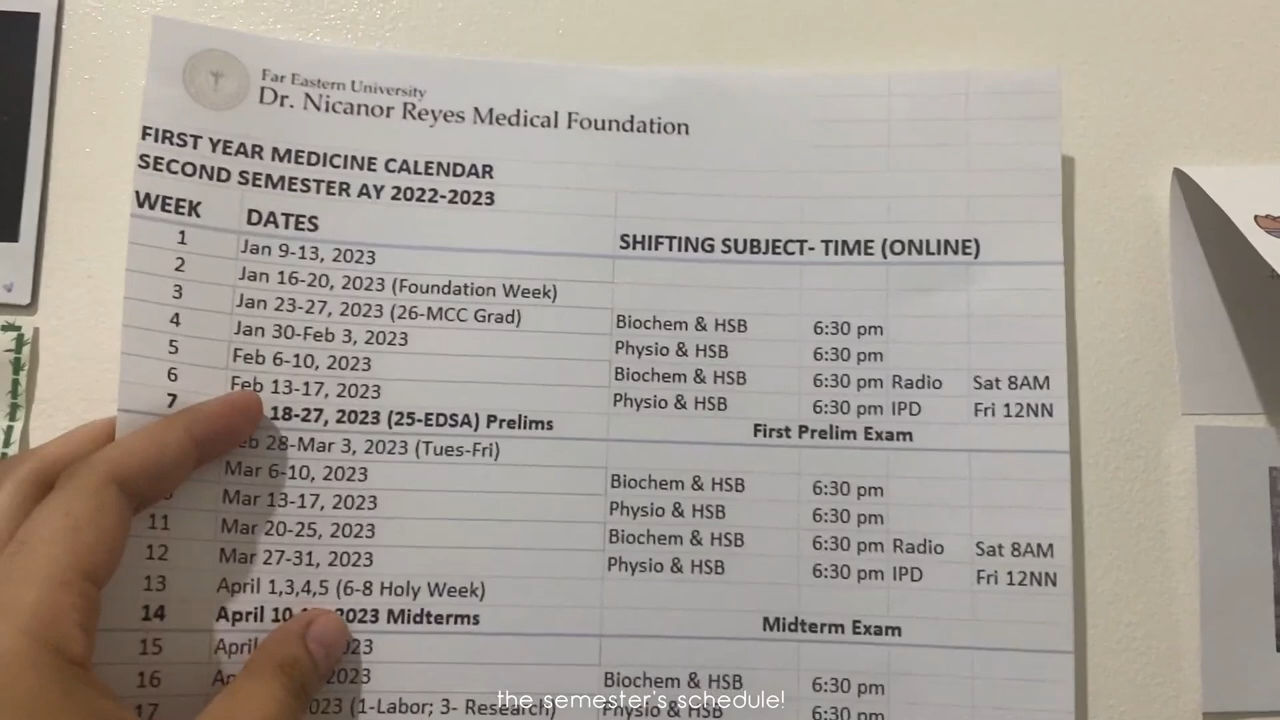 Far Eastern University
Dr. Nicanor Reyes Medical Foundation
FIRST YEAR MEDICINE CALENDAR
SECOND SEMESTER AY 2022-2023
WEEK DATES SHIFTING SUBJECT- TIME (ONLINE)
1 Jan 9-13, 2023
2 Jan 16-20, 2023 (Foundation Week)
3 Jan 23-27, 2023 (26-MCC Grad) Biochem & HSB 6:30 pm
4 Jan 30-Feb 3, 2023 Physio & HSB 6:30 pm
5 Feb 6-10, 2023 Biochem & HSB 6:30 pm Radio Sat 8AM
6 Feb 13-17, 2023 Physio & HSB 6:30 pm IPD Fri 12NN
7 18-27, 2023 (25-EDSA) Prelims First Prelim Exam
28-Mar 3, 2023 (Tues-Fri)
Mar 6-10, 2023 Biochem & HSB 6:30 pm
Mar 13-17, 2023 Physio & HSB 6:30 pm
11 Mar 20-25, 2023 Biochem & HSB 6:30 pm Radio Sat 8AM
12 Mar 27-31, 2023 Physio & HSB 6:30 pm IPD Fri 12NN
13 April 1,3,4,5 (6-8 Holy Week)
14 April 10 2023 Midterms Midterm Exam
15 April
16 2023 Biochem & HSB 6:30 pm
17 (1-Labor; 3- Research) Physio & HSB 6:30 pm
the semester's schedule!